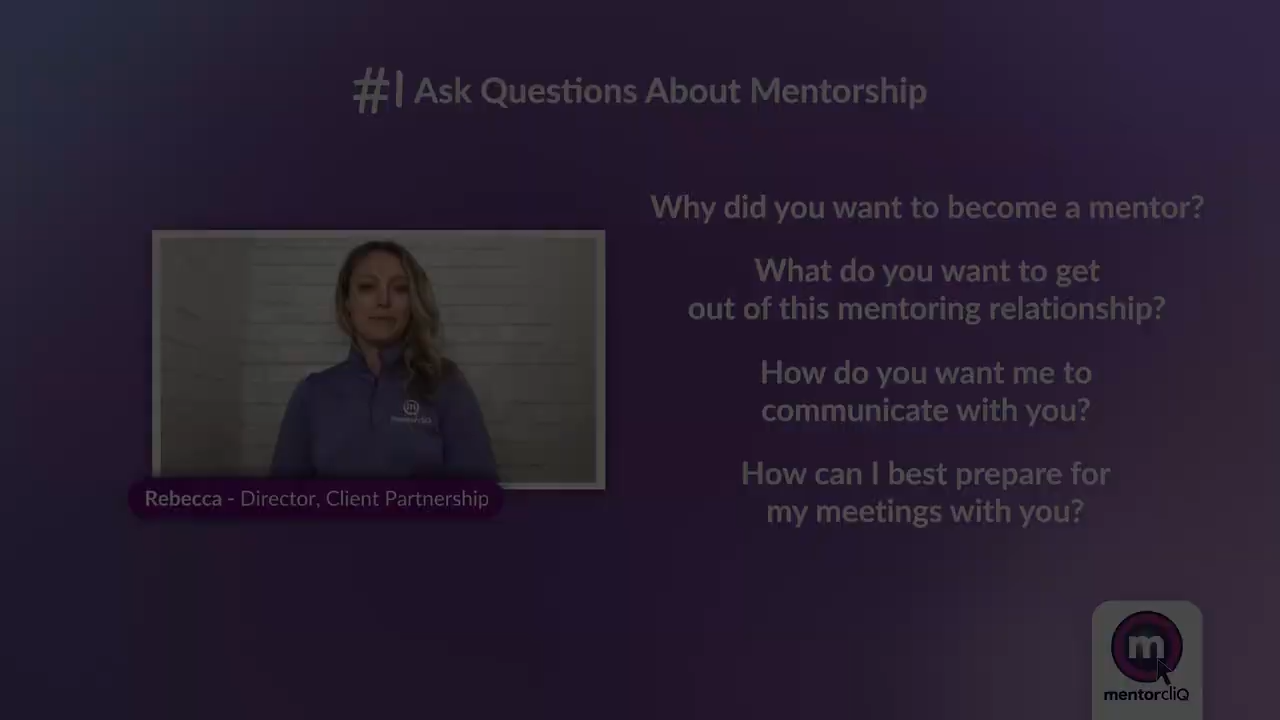 #1 Ask Questions About Mentorship
Why did you want to become a mentor?
What do you want to get
out of this mentoring relationship?
How do you want me to
communicate with you?
How can I best prepare for
my meetings with you?
m
mentorcliQ
Rebecca - Director, Client Partnership
m
mentorcliQ